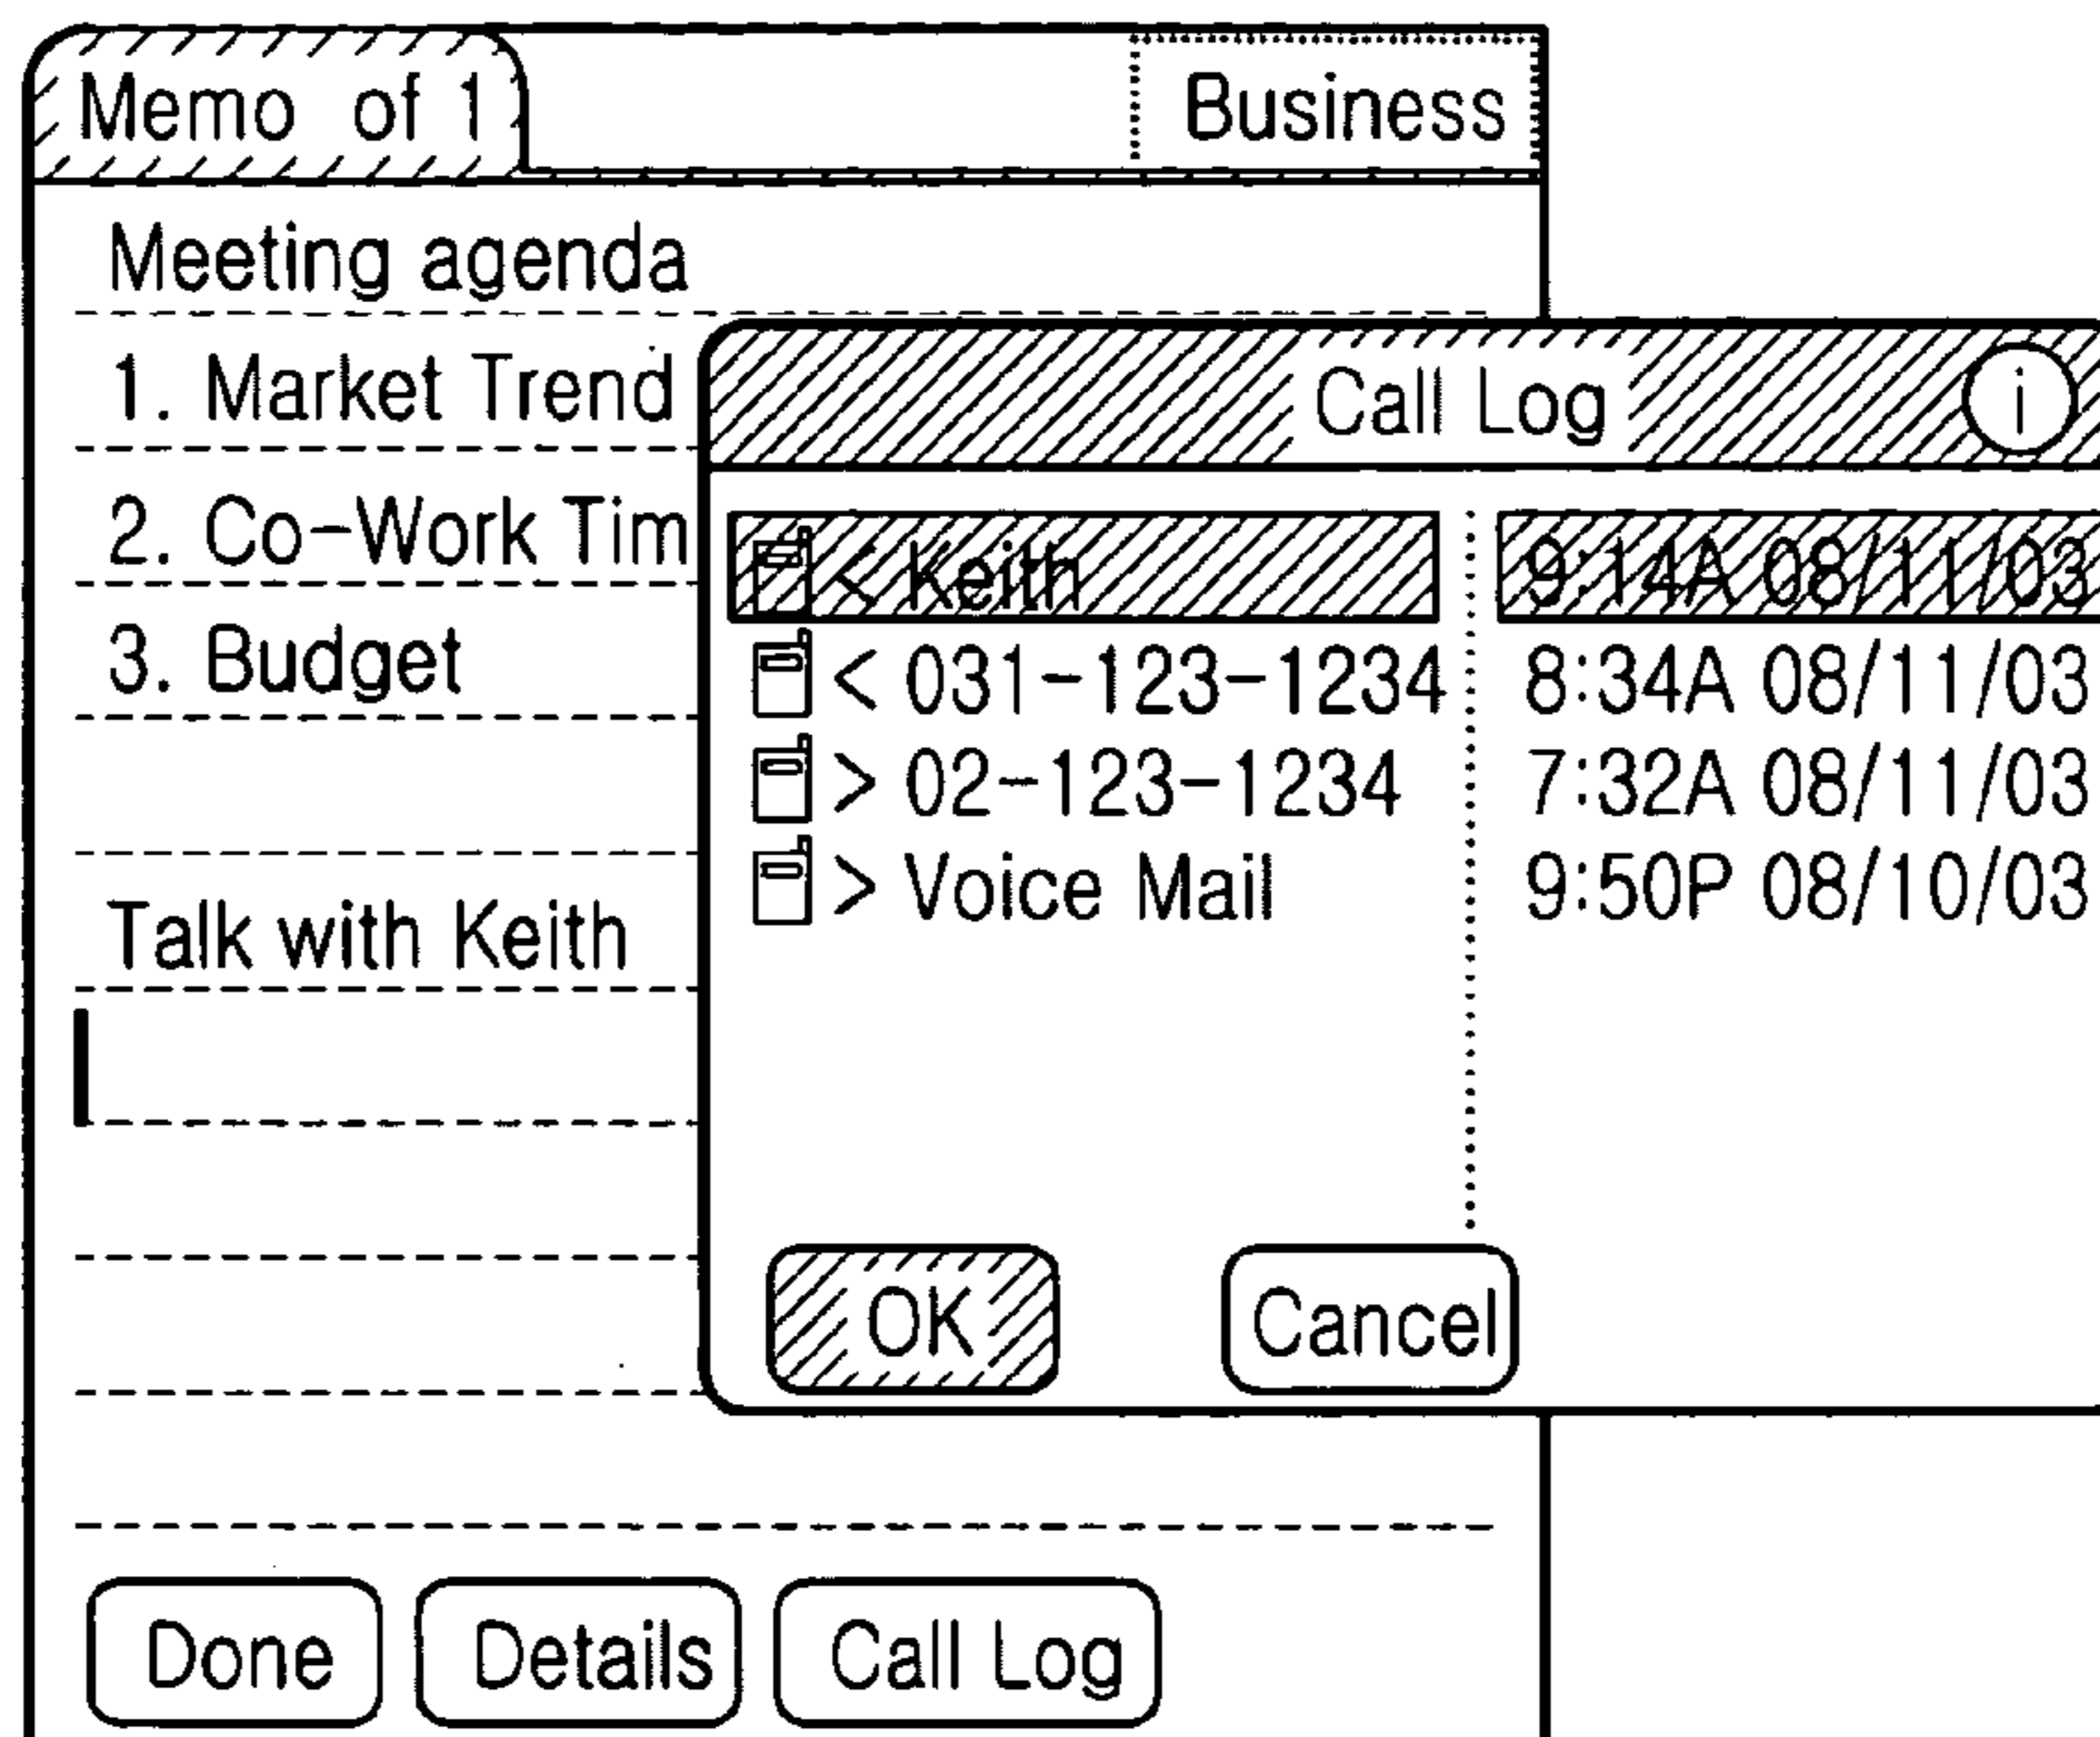 Memo of 1 Business
Meeting agenda
1. Market Trend
2. Co-Work Tim
3. Budget
Talk with Keith
Call Log i
< Keith 9:14A 08/11/03
< 031-123-1234 8:34A 08/11/03
> 02-123-1234 7:32A 08/11/03
> Voice Mail 9:50P 08/10/03
OK Cancel
Done Details Call Log